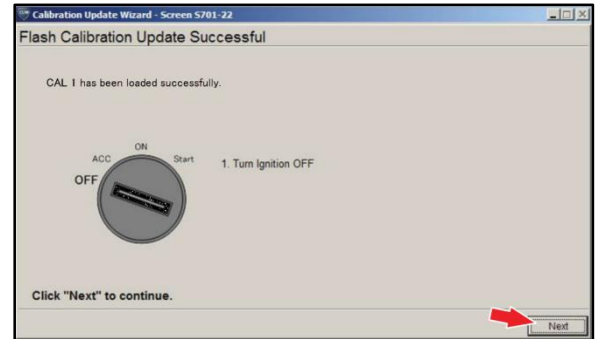 Calibration Update Wizard - Screen S701-22
Flash Calibration Update Successful
CAL 1 has been loaded successfully.
ON
ACC
Start
OFF
1. Turn Ignition OFF
Click "Next" to continue.
Next